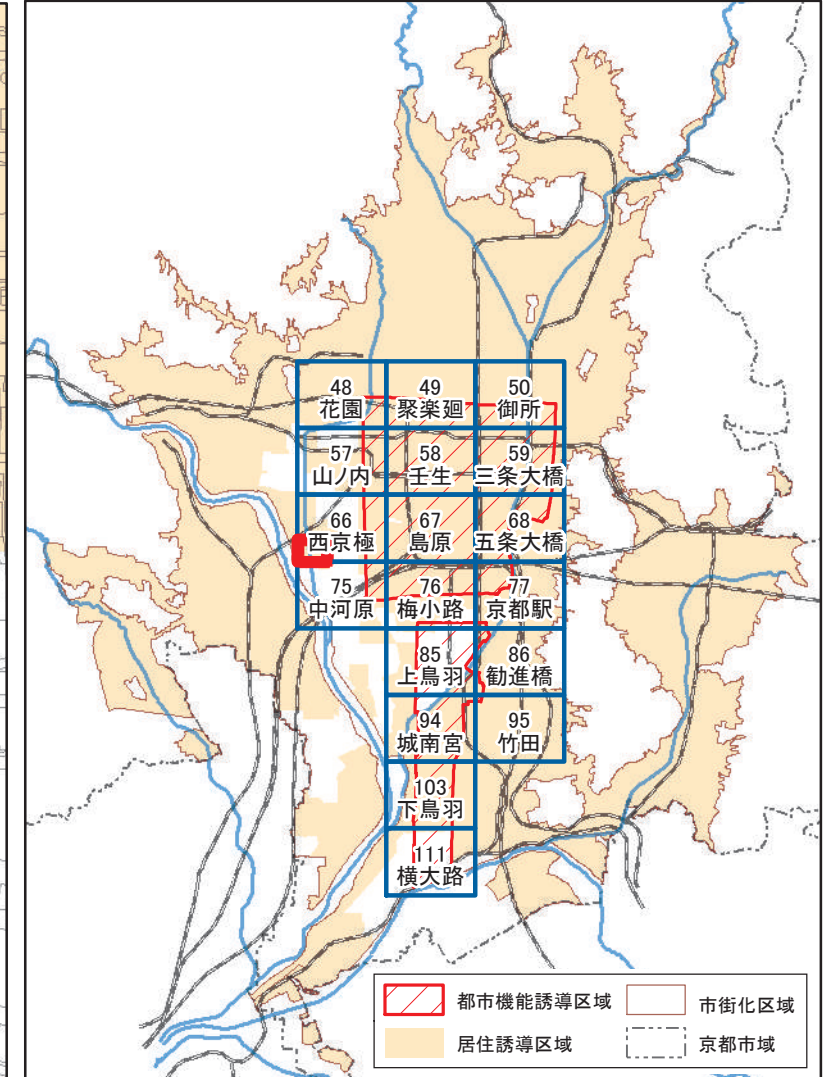 48 49 50
花園 聚楽廻 御所
57 58 59
山ノ内 壬生 三条大橋
66 67 68
西京極 島原 五条大橋
75 76 77
中河原 梅小路 京都駅
85 86
上鳥羽 勧進橋
94 95
城南宮 竹田
103
下鳥羽
111
横大路
都市機能誘導区域 市街化区域
居住誘導区域 京都市域